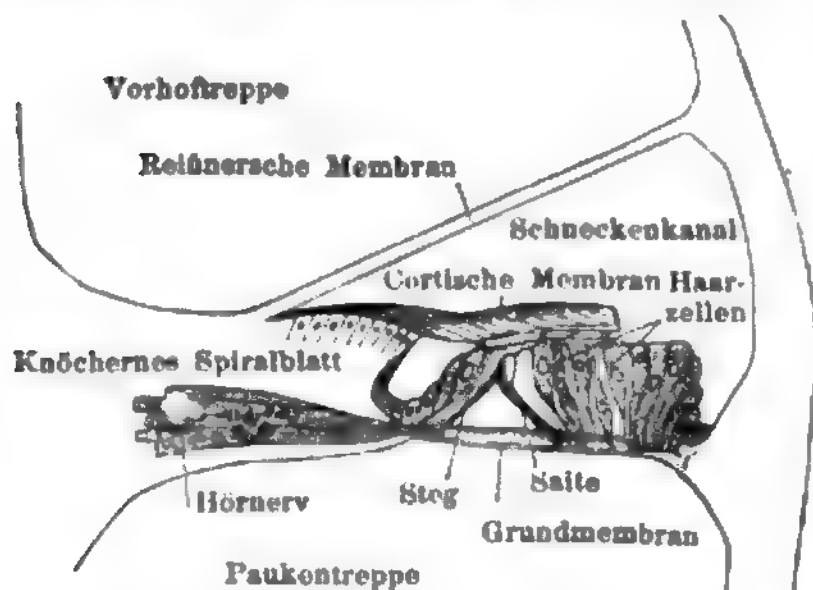 Vorhoftreppe
Reißnersche Membran
Schneckenkanal
Cortische Membran
Haar-
zellen
Knöchernes Spiralblatt
Hörnerv
Steg
Saite
Grundmembran
Paukentreppe